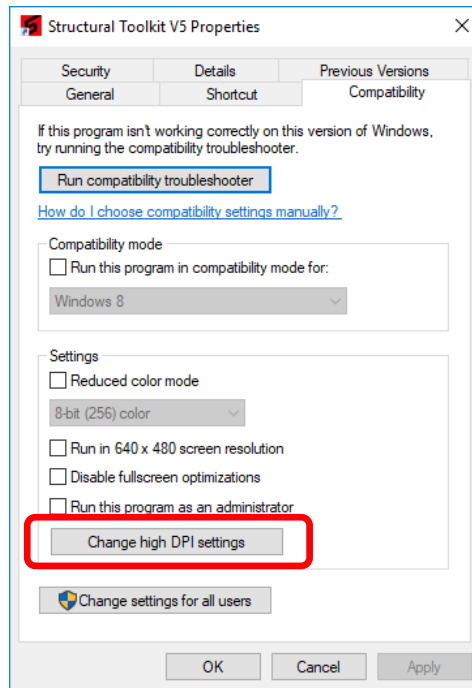 Structural Toolkit V5 Properties
Security Details Previous Versions
General Shortcut Compatibility
If this program isn't working correctly on this version of Windows,
try running the compatibility troubleshooter.
Run compatibility troubleshooter
How do I choose compatibility settings manually?
Compatibility mode
Run this program in compatibility mode for:
Windows 8
Settings
Reduced color mode
8-bit (256) color
Run in 640 x 480 screen resolution
Disable fullscreen optimizations
Run this program as an administrator
Change high DPI settings
Change settings for all users
OK Cancel Apply